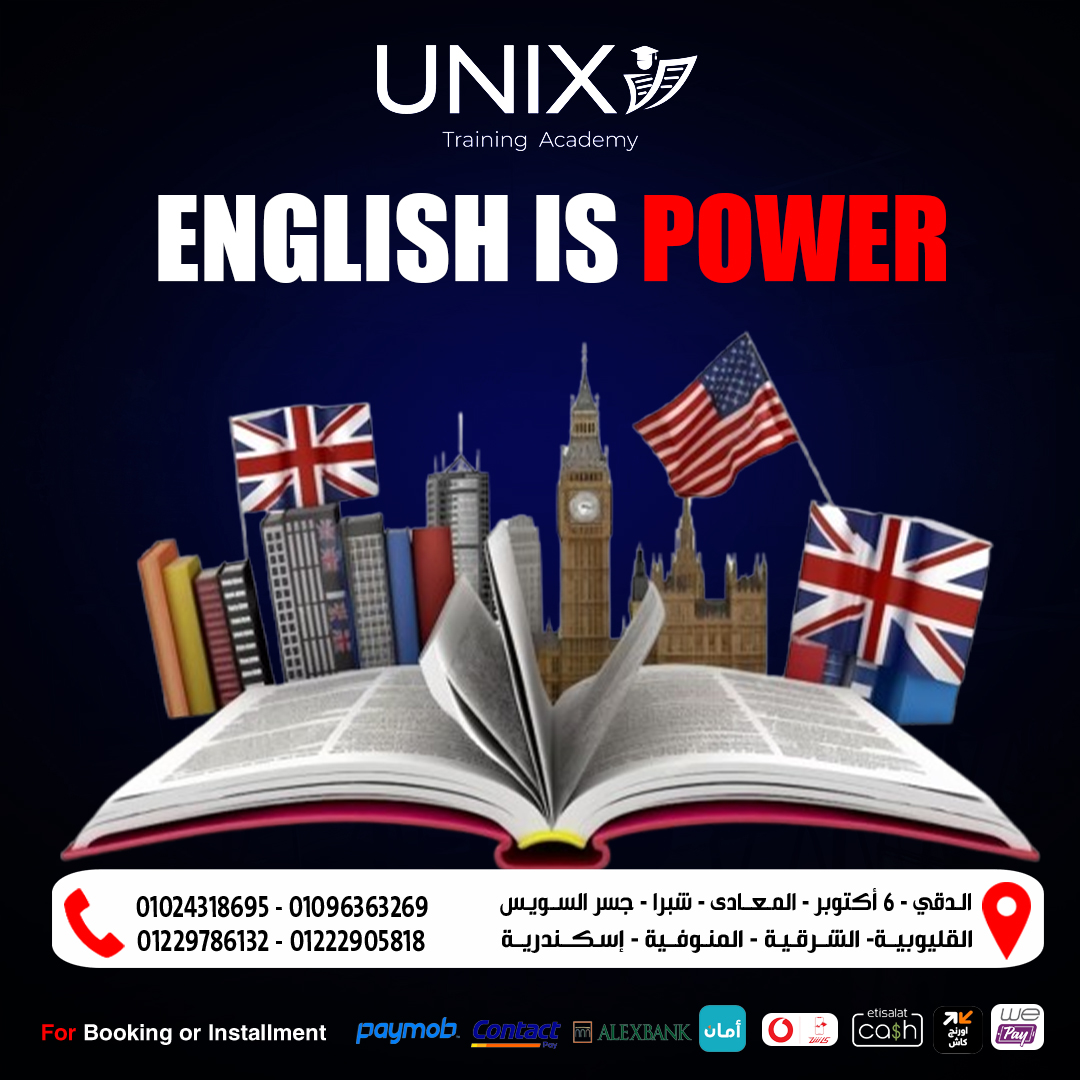 UNIX
Training Academy
ENGLISH IS POWER
01024318695 - 01096363269
01229786132 - 01222905818
الدقي - 6 أكتوبر - المعادى - شبرا - جسر السويس
القليوبية- الشرقية - المنوفية - إسكندرية
For Booking or Installment
paymob
Contact
Pay
ALEXBANK
أمان
كاش
etisalat
cash
أورنچ
كاش
we
Pay